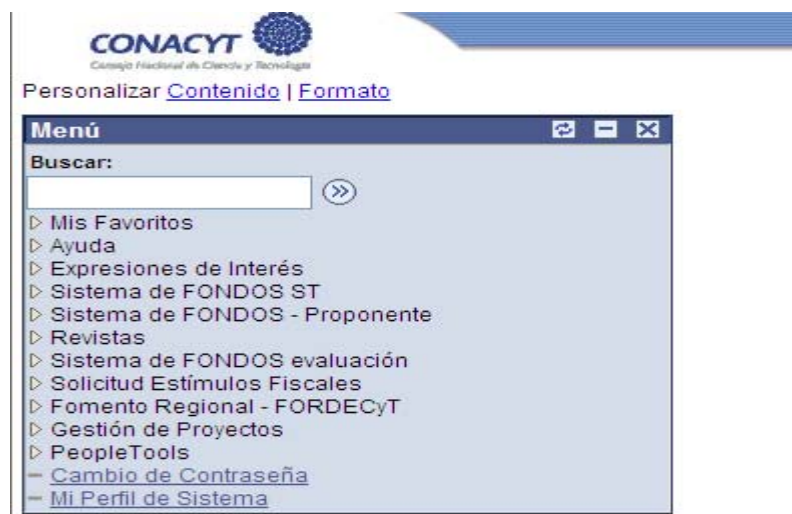 CONACYT
Consejo Nacional de Ciencia y Tecnología
Personalizar Contenido | Formato
Menú
Buscar:
Mis Favoritos
Ayuda
Expresiones de Interés
Sistema de FONDOS ST
Sistema de FONDOS - Proponente
Revistas
Sistema de FONDOS evaluación
Solicitud Estímulos Fiscales
Fomento Regional - FORDECyT
Gestión de Proyectos
PeopleTools
Cambio de Contraseña
Mi Perfil de Sistema